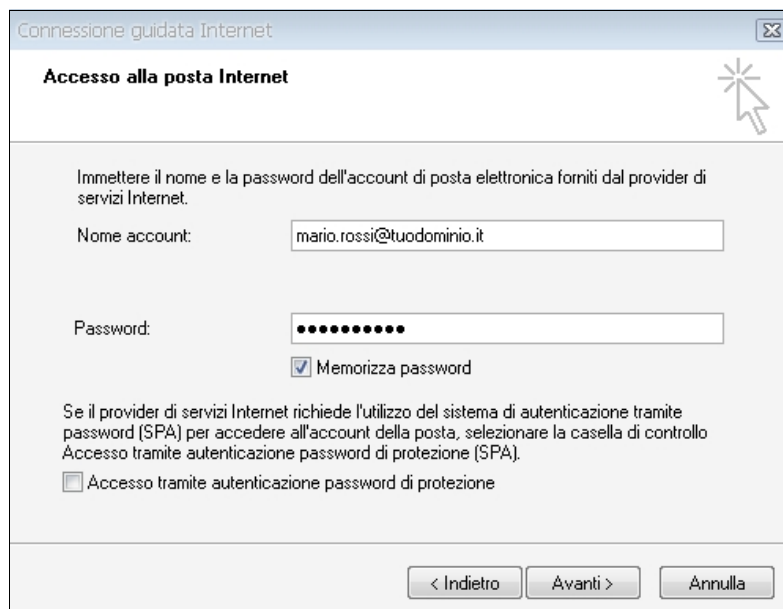 Connessione guidata Internet
Accesso alla posta Internet
Immettere il nome e la password dell'account di posta elettronica forniti dal provider di
servizi Internet.
Nome account: mario.rossi@tuodominio.it
Password: ●●●●●●●●●●
Memorizza password
Se il provider di servizi Internet richiede l'utilizzo del sistema di autenticazione tramite
password (SPA) per accedere all'account della posta, selezionare la casella di controllo
Accesso tramite autenticazione password di protezione (SPA).
Accesso tramite autenticazione password di protezione
< Indietro Avanti > Annulla